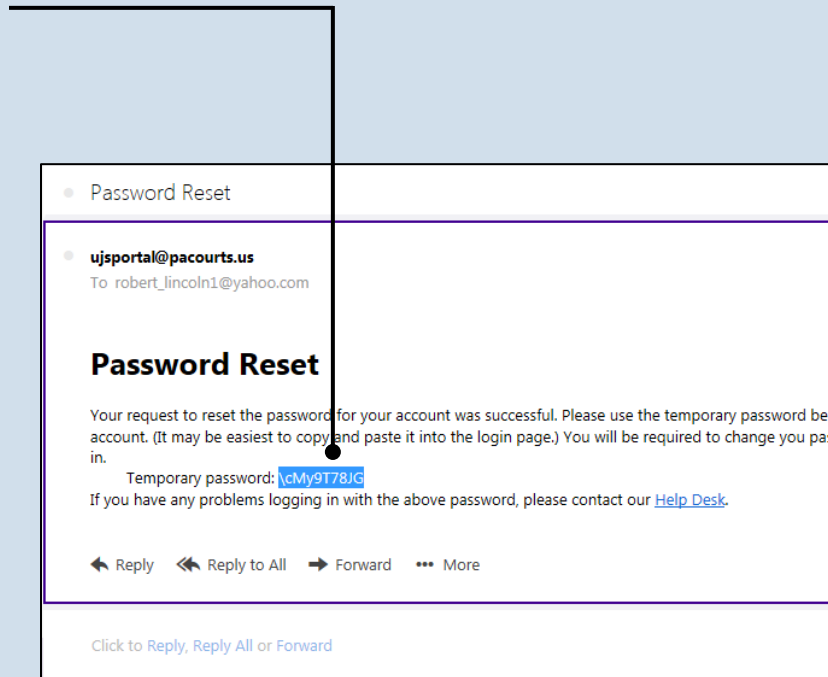 Password Reset
ujsportal@pacourts.us
To robert_lincoln1@yahoo.com
Password Reset
Your request to reset the password for your account was successful. Please use the temporary password be
account. (It may be easiest to copy and paste it into the login page.) You will be required to change you pa
in.
Temporary password: \cMy9T78JG
If you have any problems logging in with the above password, please contact our Help Desk.
Reply Reply to All Forward More
Click to Reply, Reply All or Forward